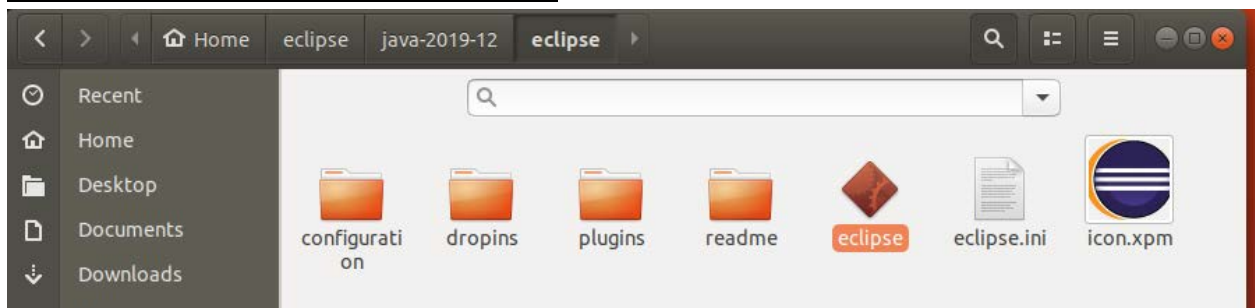 Home eclipse java-2019-12 eclipse
Recent
Home
Desktop
Documents
Downloads
configurati
on
dropins
plugins
readme
eclipse
eclipse.ini
icon.xpm